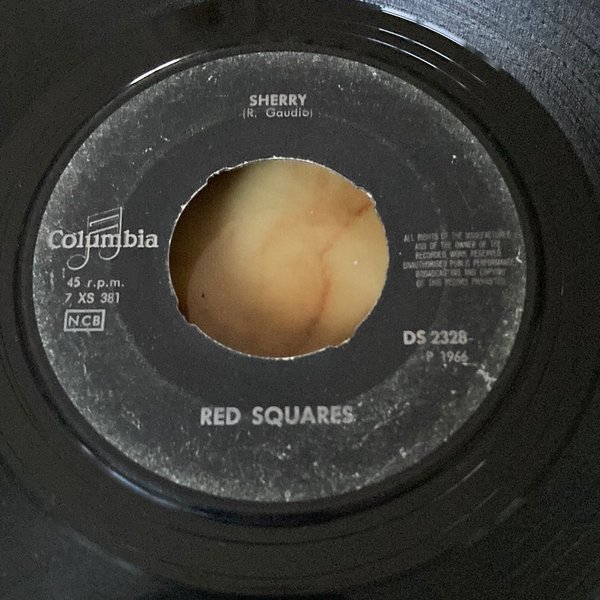 SHERRY
(R. Gaudio)
Columbia
45 r.p.m.
7 XS 381
NCB
ALL RIGHTS OF THE MANUFACTURER
AND OF THE OWNER OF THE
RECORDED WORK RESERVED
UNAUTHORISED PUBLIC PERFORMANCE
BROADCASTING AND COPYING
OF THIS RECORD PROHIBITED
DS 2328
P 1966
RED SQUARES